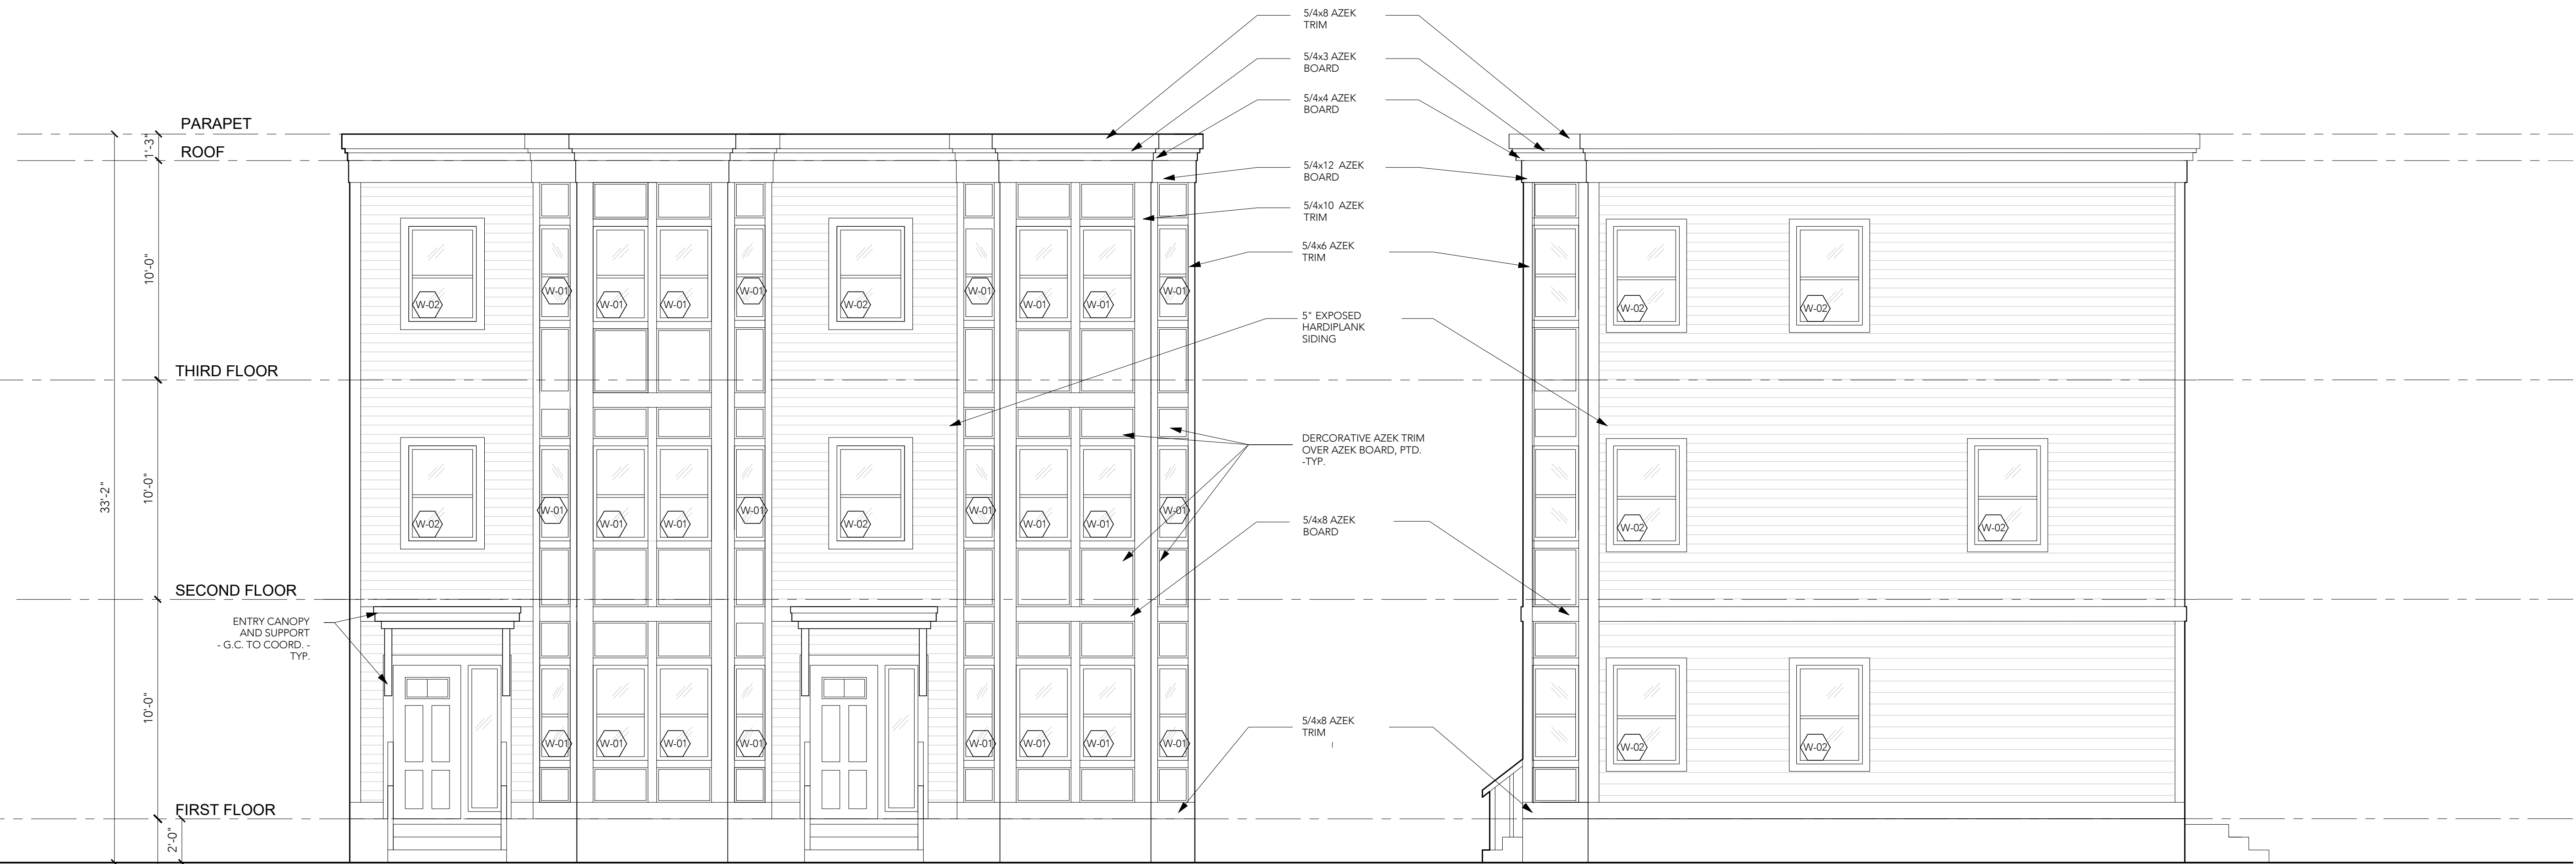 5/4x8 AZEK
TRIM
5/4x3 AZEK
BOARD
5/4x4 AZEK
BOARD
5/4x12 AZEK
BOARD
5/4x10 AZEK
TRIM
5/4x6 AZEK
TRIM
5" EXPOSED
HARDIPLANK
SIDING
DERCORATIVE AZEK TRIM
OVER AZEK BOARD, PTD.
-TYP.
5/4x8 AZEK
BOARD
5/4x8 AZEK
TRIM
PARAPET
ROOF
THIRD FLOOR
SECOND FLOOR
FIRST FLOOR
1'-3"
10'-0"
10'-0"
10'-0"
2'-0"
33'-2"
ENTRY CANOPY
AND SUPPORT
- G.C. TO COORD. -
TYP.
W-02 W-01 W-01 W-01 W-01 W-02 W-01 W-01 W-01 W-01 W-02 W-02
W-02 W-01 W-01 W-01 W-01 W-02 W-01 W-01 W-01 W-01 W-02 W-02
W-01 W-01 W-01 W-01 W-01 W-01 W-01 W-01 W-02 W-02